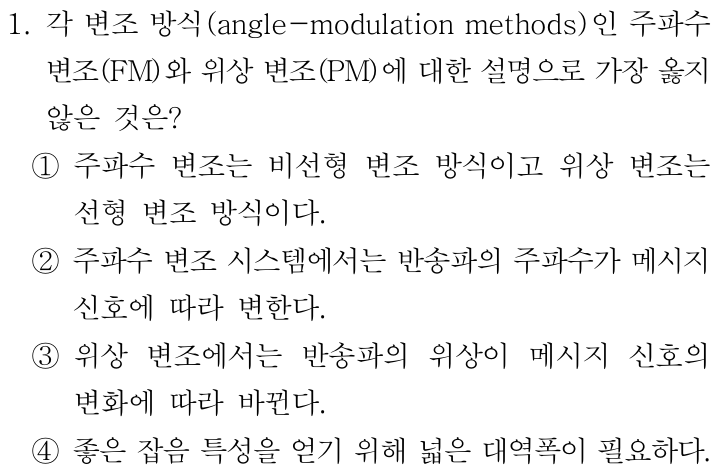 1. 각 변조 방식(angle-modulation methods)인 주파수
변조(FM)와 위상 변조(PM)에 대한 설명으로 가장 옳지
않은 것은?
① 주파수 변조는 비선형 변조 방식이고 위상 변조는
선형 변조 방식이다.
② 주파수 변조 시스템에서는 반송파의 주파수가 메시지
신호에 따라 변한다.
③ 위상 변조에서는 반송파의 위상이 메시지 신호의
변화에 따라 바뀐다.
④ 좋은 잡음 특성을 얻기 위해 넓은 대역폭이 필요하다.